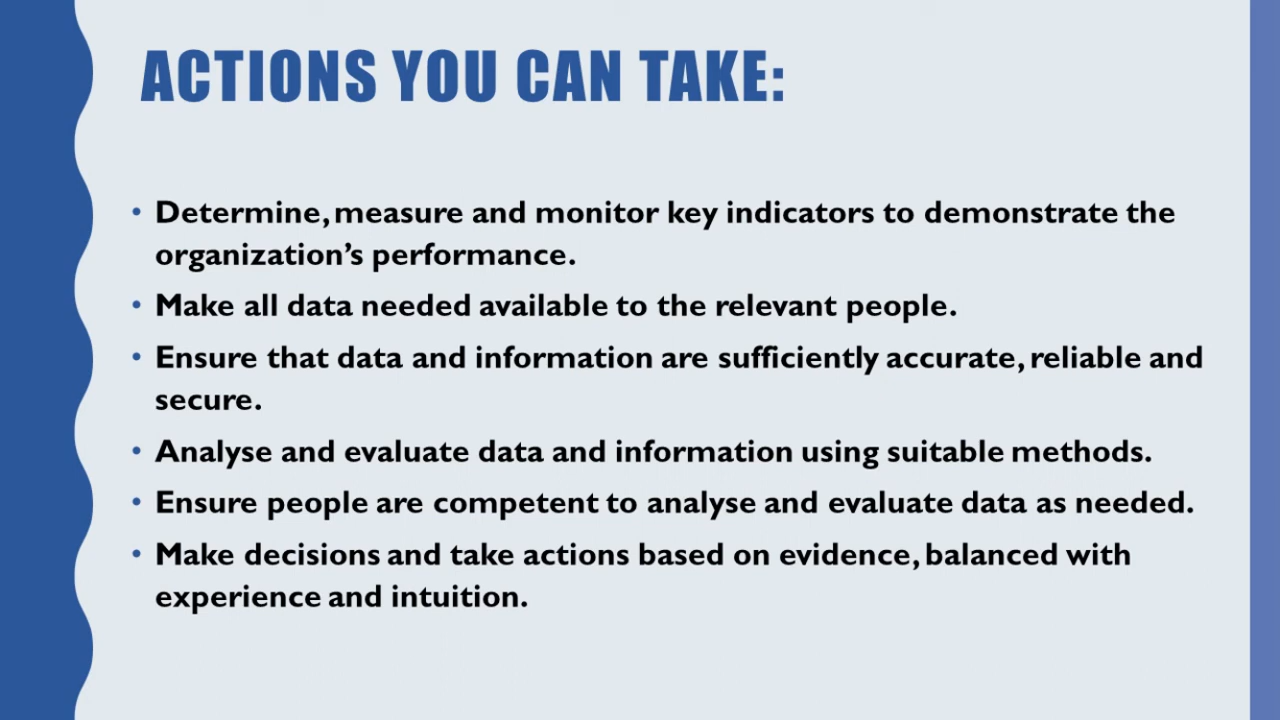 ACTIONS YOU CAN TAKE:
• Determine, measure and monitor key indicators to demonstrate the
organization’s performance.
• Make all data needed available to the relevant people.
• Ensure that data and information are sufficiently accurate, reliable and
secure.
• Analyse and evaluate data and information using suitable methods.
• Ensure people are competent to analyse and evaluate data as needed.
• Make decisions and take actions based on evidence, balanced with
experience and intuition.